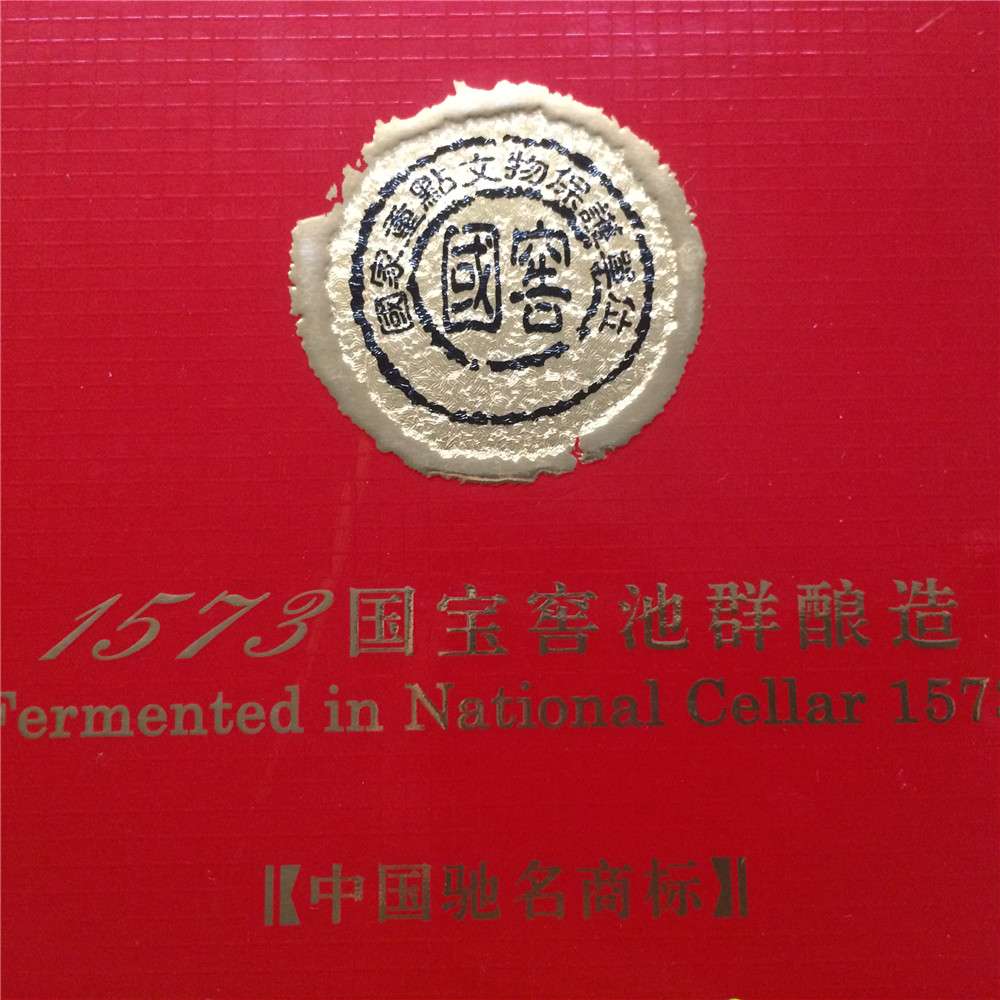 國家重點文物保護單位
國窖
1573国宝窖池群酿造
Fermented in National Cellar 157
【中国驰名商标】